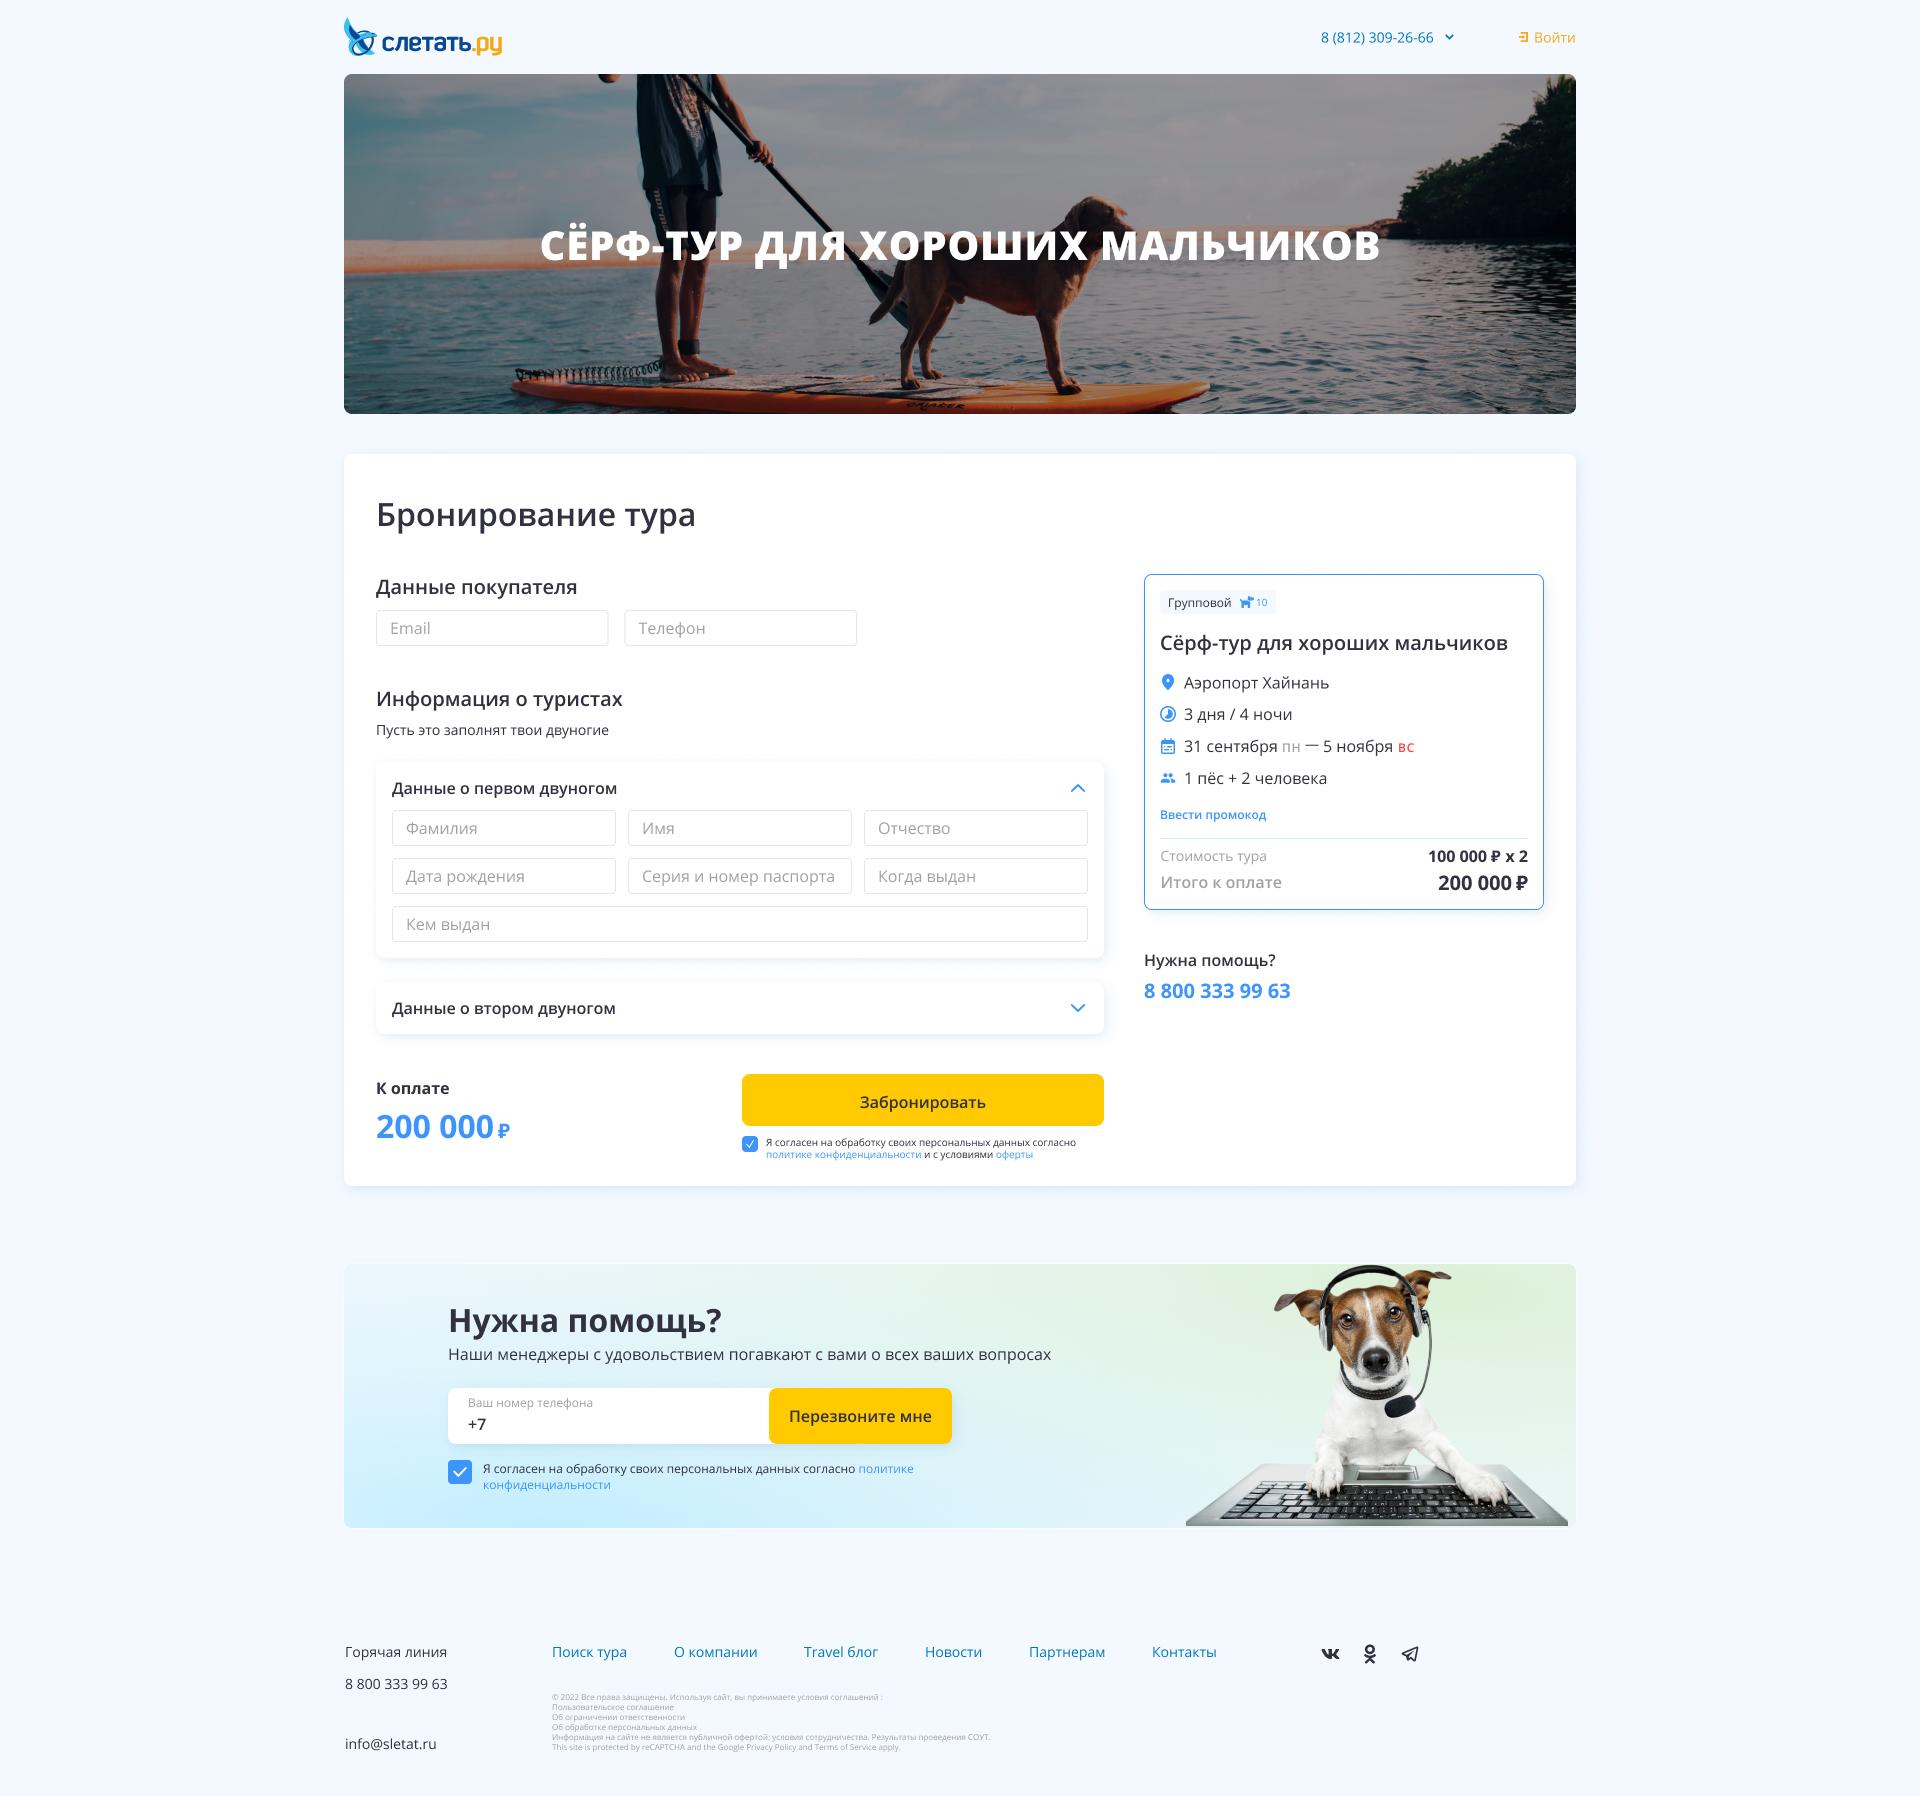 слетать.ру
8 (812) 309-26-66
Войти
СЁРФ-ТУР ДЛЯ ХОРОШИХ МАЛЬЧИКОВ
Бронирование тура
Данные покупателя
Email
Телефон
Информация о туристах
Пусть это заполнят твои двуногие
Данные о первом двуногом
Фамилия
Имя
Отчество
Дата рождения
Серия и номер паспорта
Когда выдан
Кем выдан
Данные о втором двуногом
К оплате
200 000 ₽
Забронировать
Я согласен на обработку своих персональных данных согласно
политике конфиденциальности и с условиями оферты
Групповой 10
Сёрф-тур для хороших мальчиков
Аэропорт Хайнань
3 дня / 4 ночи
31 сентября пн — 5 ноября вс
1 пёс + 2 человека
Ввести промокод
Стоимость тура 100 000 ₽ x 2
Итого к оплате 200 000 ₽
Нужна помощь?
8 800 333 99 63
Нужна помощь?
Наши менеджеры с удовольствием погавкают с вами о всех ваших вопросах
Ваш номер телефона
+7
Перезвоните мне
Я согласен на обработку своих персональных данных согласно политике
конфиденциальности
Горячая линия
8 800 333 99 63
info@sletat.ru
Поиск тура
О компании
Travel блог
Новости
Партнерам
Контакты
© 2022 Все права защищены. Используя сайт, вы принимаете условия соглашений :
Пользовательское соглашение
Об ограничении ответственности
Об обработке персональных данных
Информация на сайте не является публичной офертой: условия сотрудничества. Результаты проведения СОУТ.
This site is protected by reCAPTCHA and the Google Privacy Policy and Terms of Service apply.